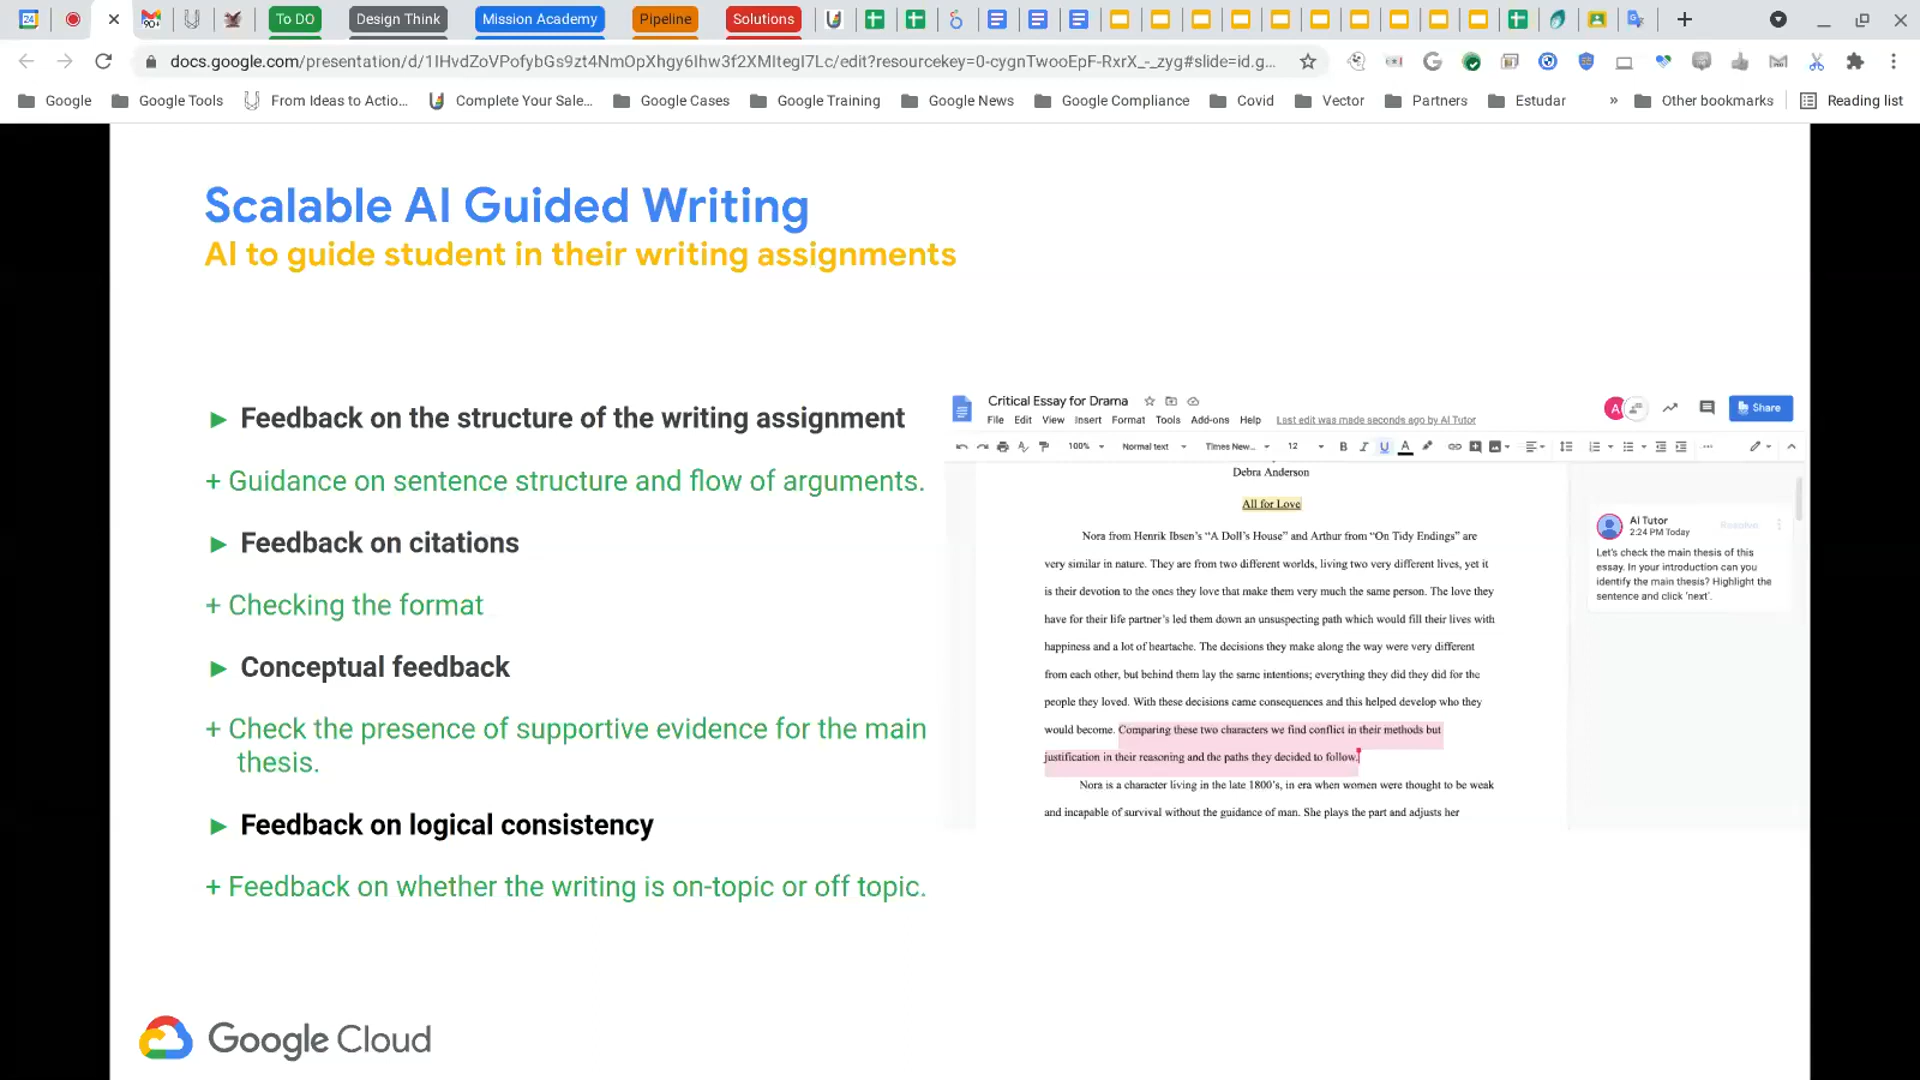 24
90+
To DO
Design Think
Mission Academy
Pipeline
Solutions
docs.google.com/presentation/d/1IHvdZoVPofybGs9zt4NmOpXhgy6Ihw3f2XMItegI7Lc/edit?resourcekey=0-cygnTwooEpF-RxrX_-_zyg#slide=id.g...
Google
Google Tools
From Ideas to Actio...
Complete Your Sale...
Google Cases
Google Training
Google News
Google Compliance
Covid
Vector
Partners
Estudar
»
Other bookmarks
Reading list
Scalable AI Guided Writing
AI to guide student in their writing assignments
► Feedback on the structure of the writing assignment
+ Guidance on sentence structure and flow of arguments.
► Feedback on citations
+ Checking the format
► Conceptual feedback
+ Check the presence of supportive evidence for the main
thesis.
► Feedback on logical consistency
+ Feedback on whether the writing is on-topic or off topic.
Critical Essay for Drama
File Edit View Insert Format Tools Add-ons Help Last edit was made seconds ago by AI Tutor
A
Share
100% Normal text Times New... 12 B I U A
Debra Anderson
All for Love
Nora from Henrik Ibsen's “A Doll's House” and Arthur from “On Tidy Endings” are
very similar in nature. They are from two different worlds, living two very different lives, yet it
is their devotion to the ones they love that make them very much the same person. The love they
have for their life partner's led them down an unsuspecting path which would fill their lives with
happiness and a lot of heartache. The decisions they make along the way were very different
from each other, but behind them lay the same intentions; everything they did they did for the
people they loved. With these decisions came consequences and this helped develop who they
would become. Comparing these two characters we find conflict in their methods but
justification in their reasoning and the paths they decided to follow.
Nora is a character living in the late 1800's, in era when women were thought to be weak
and incapable of survival without the guidance of man. She plays the part and adjusts her
AI Tutor
2:24 PM Today
Resolve
Let's check the main thesis of this
essay. In your introduction can you
identify the main thesis? Highlight the
sentence and click 'next'.
Google Cloud